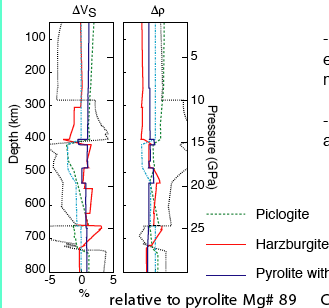 ΔVS
Δρ
100
200
300
400
500
600
700
800
Depth (km)
-5
0
5
%
5
10
15
20
25
Pressure (GPa)
Piclogite
Harzburgite
Pyrolite with
relative to pyrolite Mg# 89